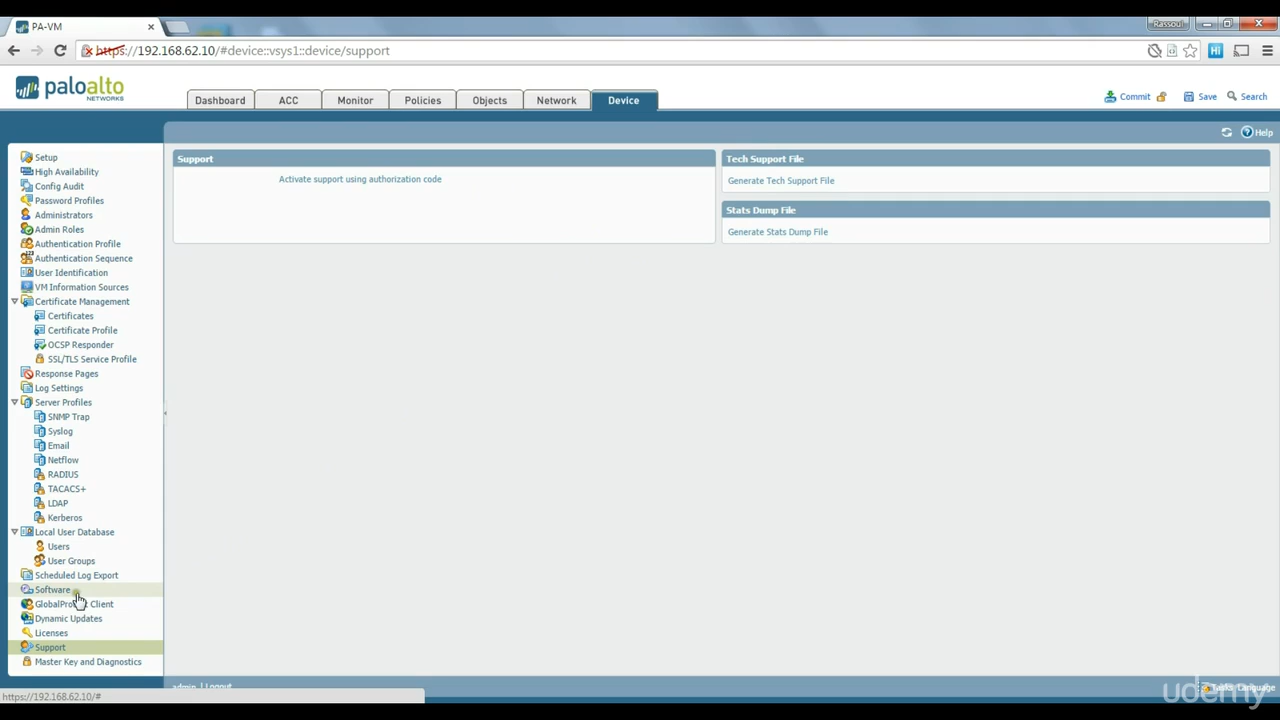 PA-VM
Rassoul
https://192.168.62.10/#device::vsys1::device/support
paloalto
NETWORKS
Dashboard
ACC
Monitor
Policies
Objects
Network
Device
Commit
Save
Search
Help
Setup
High Availability
Config Audit
Password Profiles
Administrators
Admin Roles
Authentication Profile
Authentication Sequence
User Identification
VM Information Sources
Certificate Management
Certificates
Certificate Profile
OCSP Responder
SSL/TLS Service Profile
Response Pages
Log Settings
Server Profiles
SNMP Trap
Syslog
Email
Netflow
RADIUS
TACACS+
LDAP
Kerberos
Local User Database
Users
User Groups
Scheduled Log Export
Software
Client
Dynamic Updates
Licenses
Support
Master Key and Diagnostics
Support
Activate support using authorization code
Tech Support File
Generate Tech Support File
Stats Dump File
Generate Stats Dump File
admin | Logout
Tasks Language
https://192.168.62.10/#
udemy